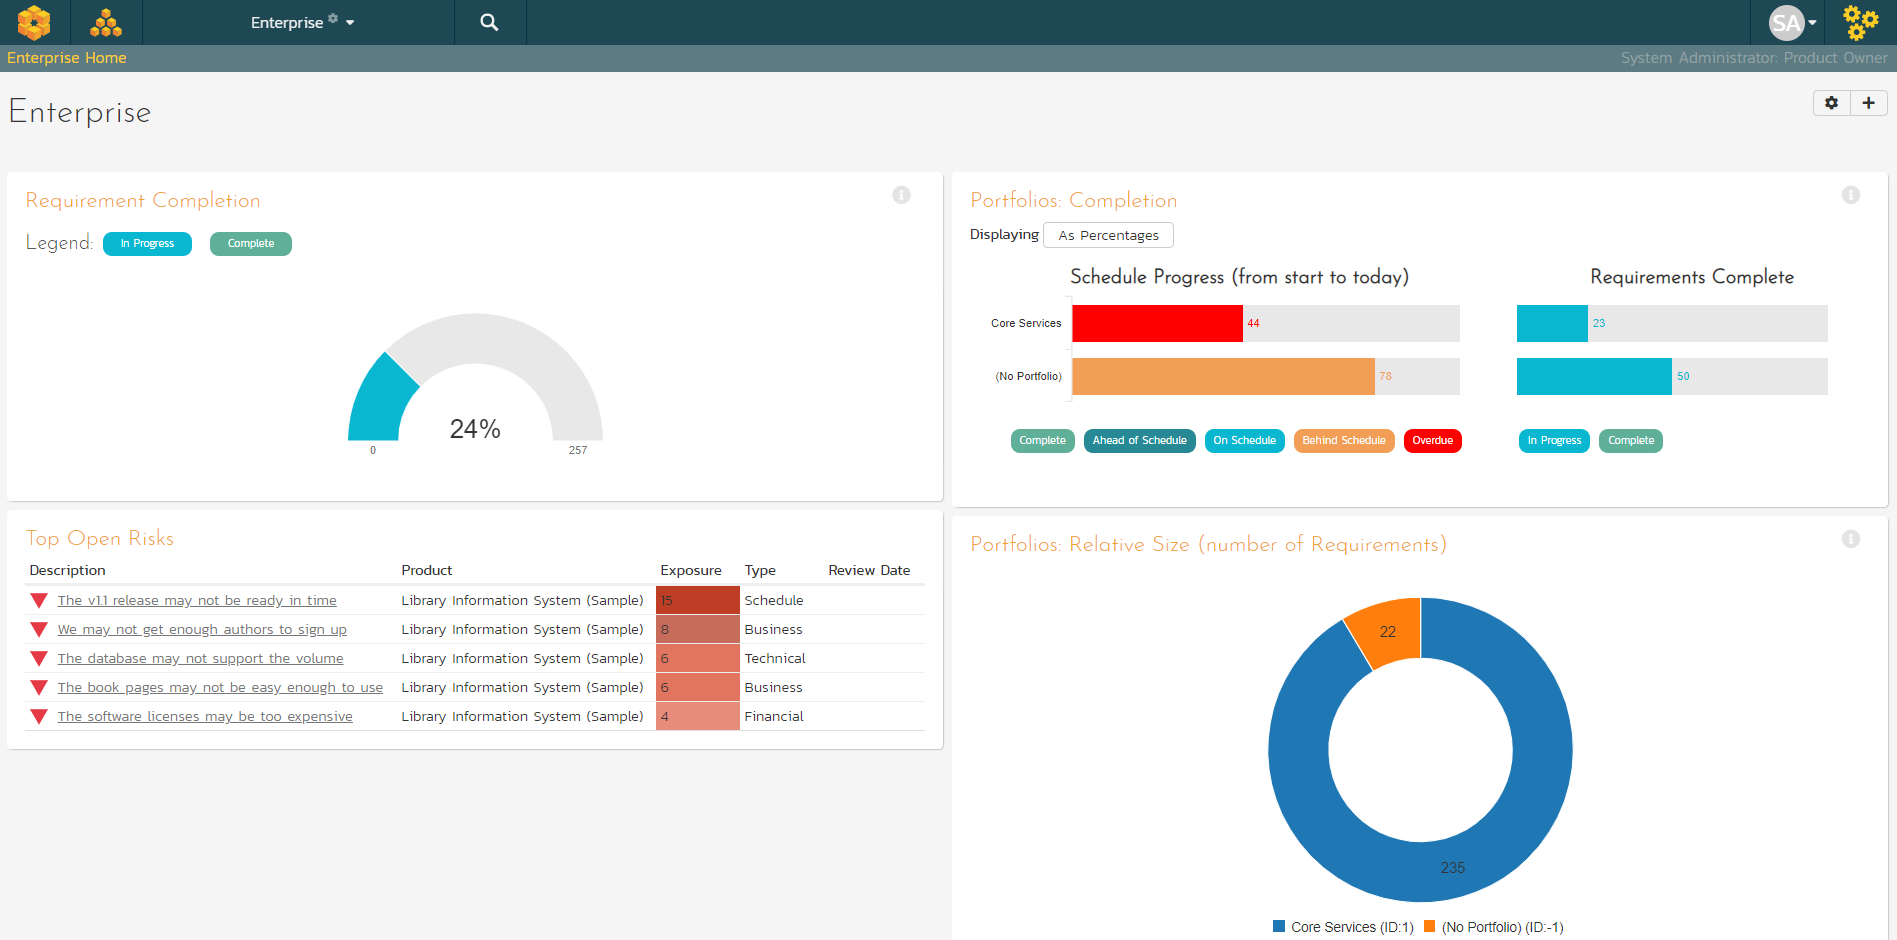 Enterprise
SA
Enterprise Home
System Administrator: Product Owner
Enterprise
Requirement Completion
Legend: In Progress Complete
24%
0 257
Portfolios: Completion
Displaying As Percentages
Schedule Progress (from start to today) Requirements Complete
Core Services 44 23
(No Portfolio) 78 50
Complete Ahead of Schedule On Schedule Behind Schedule Overdue In Progress Complete
Top Open Risks
Description Product Exposure Type Review Date
The v1.1 release may not be ready in time Library Information System (Sample) 15 Schedule
We may not get enough authors to sign up Library Information System (Sample) 8 Business
The database may not support the volume Library Information System (Sample) 6 Technical
The book pages may not be easy enough to use Library Information System (Sample) 6 Business
The software licenses may be too expensive Library Information System (Sample) 4 Financial
Portfolios: Relative Size (number of Requirements)
22
235
Core Services (ID:1) (No Portfolio) (ID:-1)